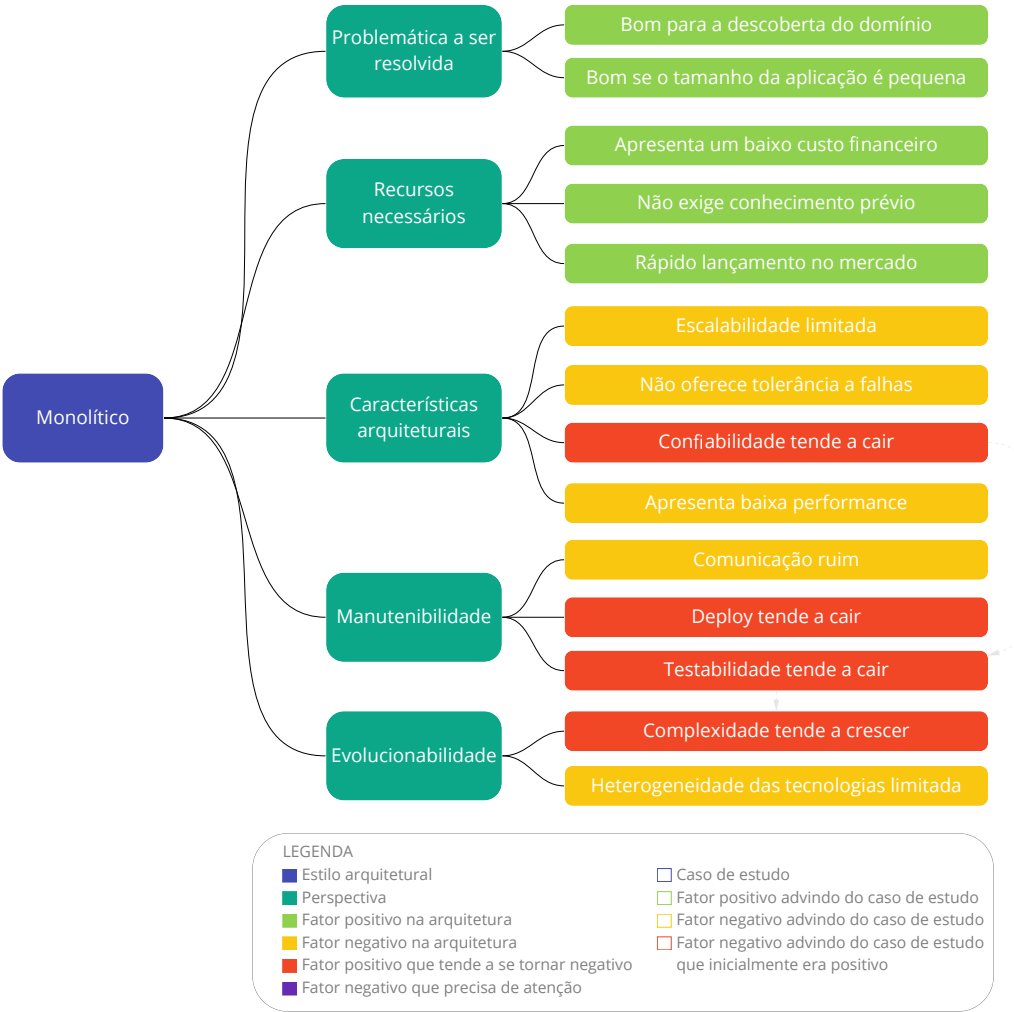 Problemática a ser
resolvida
Bom para a descoberta do domínio
Bom se o tamanho da aplicação é pequena
Recursos
necessários
Apresenta um baixo custo financeiro
Não exige conhecimento prévio
Rápido lançamento no mercado
Monolítico
Características
arquiteturais
Escalabilidade limitada
Não oferece tolerância a falhas
Confiabilidade tende a cair
Apresenta baixa performance
Manutenibilidade
Comunicação ruim
Deploy tende a cair
Testabilidade tende a cair
Evolucionabilidade
Complexidade tende a crescer
Heterogeneidade das tecnologias limitada
LEGENDA
Estilo arquitetural
Perspectiva
Fator positivo na arquitetura
Fator negativo na arquitetura
Fator positivo que tende a se tornar negativo
Fator negativo que precisa de atenção
Caso de estudo
Fator positivo advindo do caso de estudo
Fator negativo advindo do caso de estudo
Fator negativo advindo do caso de estudo
que inicialmente era positivo